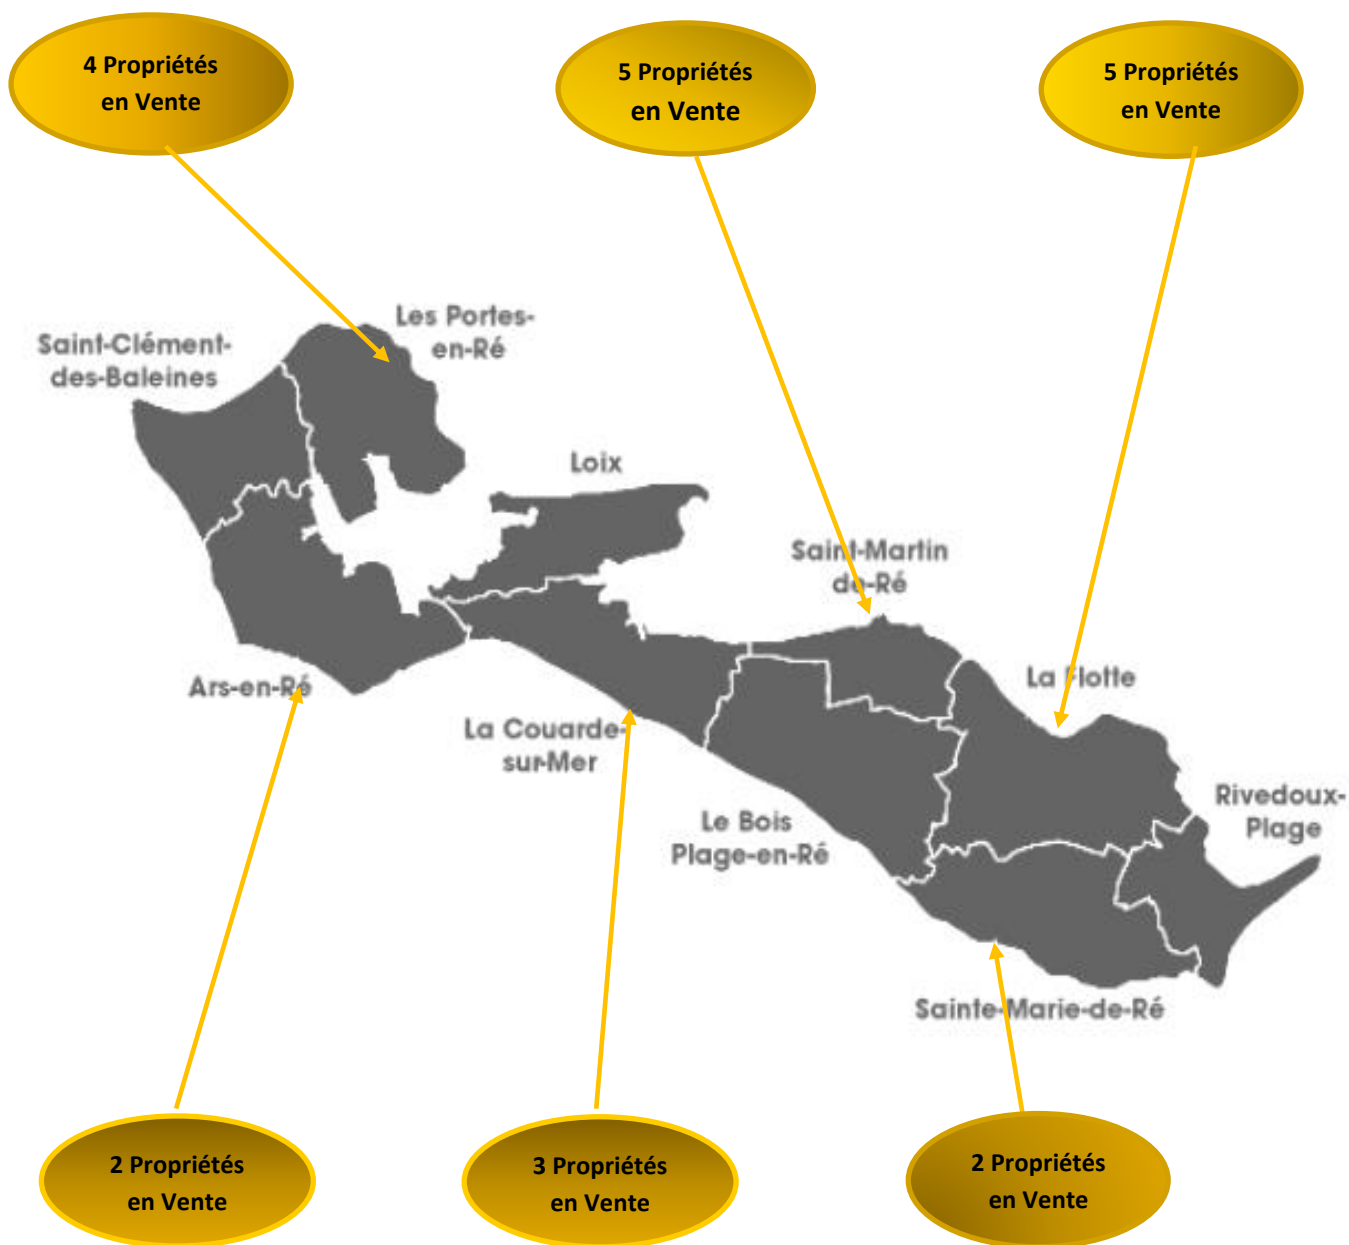 4 Propriétés
en Vente
5 Propriétés
en Vente
5 Propriétés
en Vente
Les Portes-
en-Ré
Saint-Clément-
des-Baleines
Loix
Saint-Martin
de-Ré
La Flotte
Ars-en-Ré
La Couarde-
sur-Mer
Rivedoux-
Plage
Le Bois
Plage-en-Ré
Sainte-Marie-de-Ré
2 Propriétés
en Vente
3 Propriétés
en Vente
2 Propriétés
en Vente